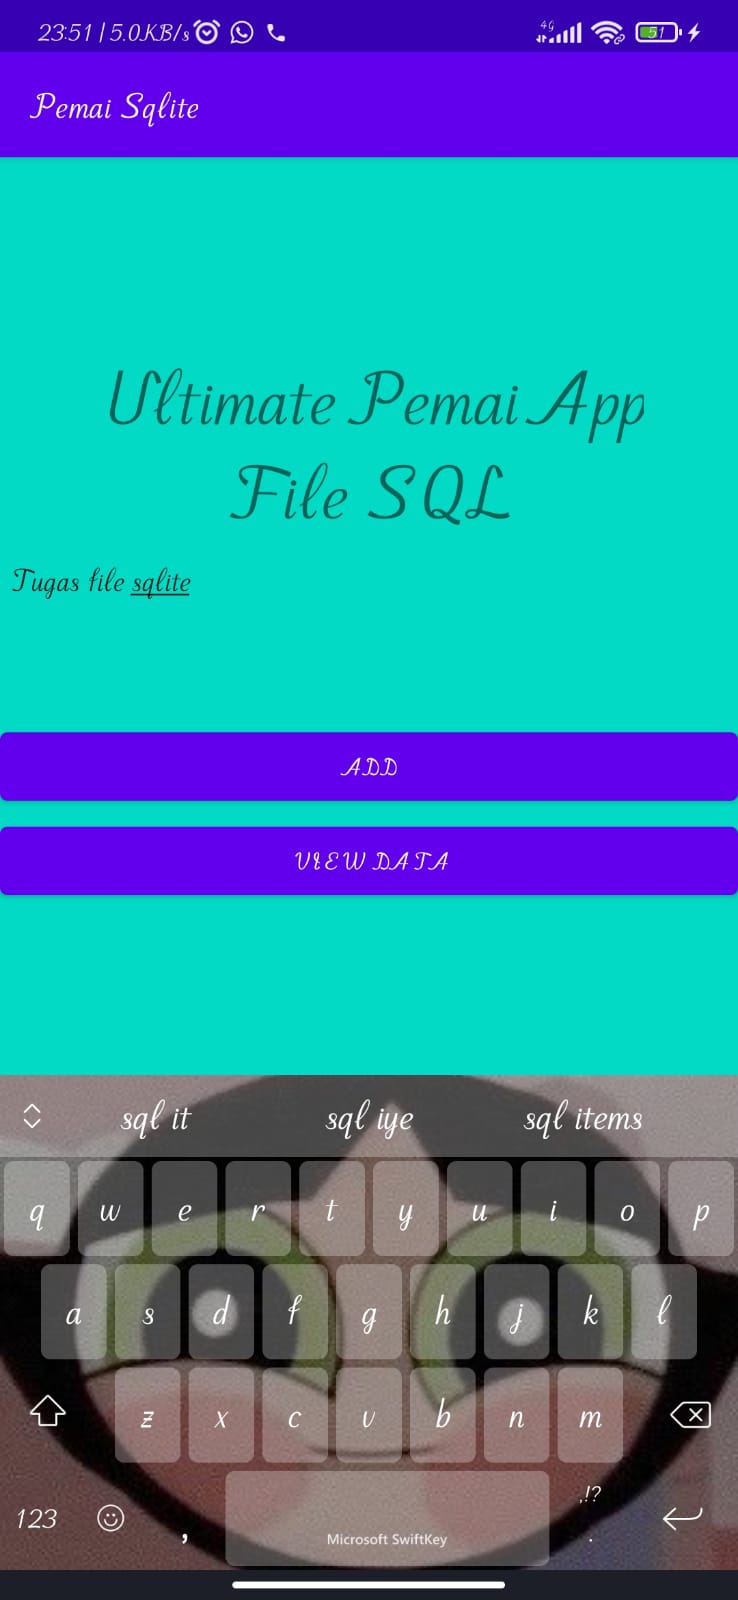 23:51 | 5.0KB/s 4G 51
Pemai Sqlite
Ultimate Pemai App
File SQL
Tugas file sqlite
ADD
VIEW DATA
sql it sql iye sql items
q w e r t y u i o p
a s d f g h j k l
z x c v b n m
123 , Microsoft SwiftKey ,!? .